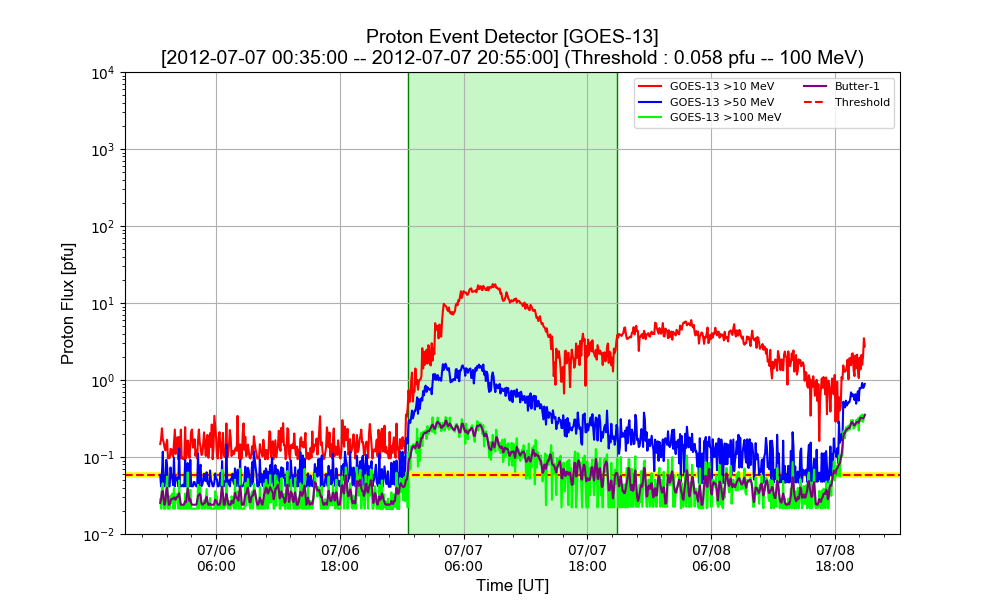 Proton Event Detector [GOES-13]
[2012-07-07 00:35:00 -- 2012-07-07 20:55:00] (Threshold : 0.058 pfu -- 100 MeV)
GOES-13 >10 MeV
GOES-13 >50 MeV
GOES-13 >100 MeV
Butter-1
Threshold
Proton Flux [pfu]
10⁴
10³
10²
10¹
10⁰
10⁻¹
10⁻²
07/06 07/06 07/07 07/07 07/08 07/08
06:00 18:00 06:00 18:00 06:00 18:00
Time [UT]